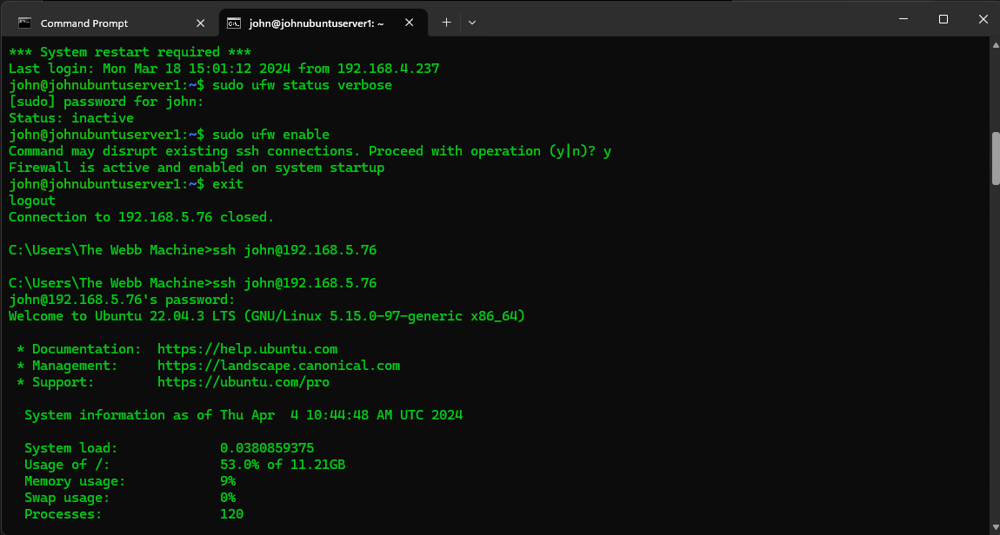 Command Prompt
john@johnubuntuserver1: ~
*** System restart required ***
Last login: Mon Mar 18 15:01:12 2024 from 192.168.4.237
john@johnubuntuserver1:~$ sudo ufw status verbose
[sudo] password for john:
Status: inactive
john@johnubuntuserver1:~$ sudo ufw enable
Command may disrupt existing ssh connections. Proceed with operation (y|n)? y
Firewall is active and enabled on system startup
john@johnubuntuserver1:~$ exit
logout
Connection to 192.168.5.76 closed.
C:\Users\The Webb Machine>ssh john@192.168.5.76
C:\Users\The Webb Machine>ssh john@192.168.5.76
john@192.168.5.76's password:
Welcome to Ubuntu 22.04.3 LTS (GNU/Linux 5.15.0-97-generic x86_64)
* Documentation: https://help.ubuntu.com
* Management: https://landscape.canonical.com
* Support: https://ubuntu.com/pro
System information as of Thu Apr  4 10:44:48 AM UTC 2024
System load: 0.0380859375
Usage of /: 53.0% of 11.21GB
Memory usage: 9%
Swap usage: 0%
Processes: 120